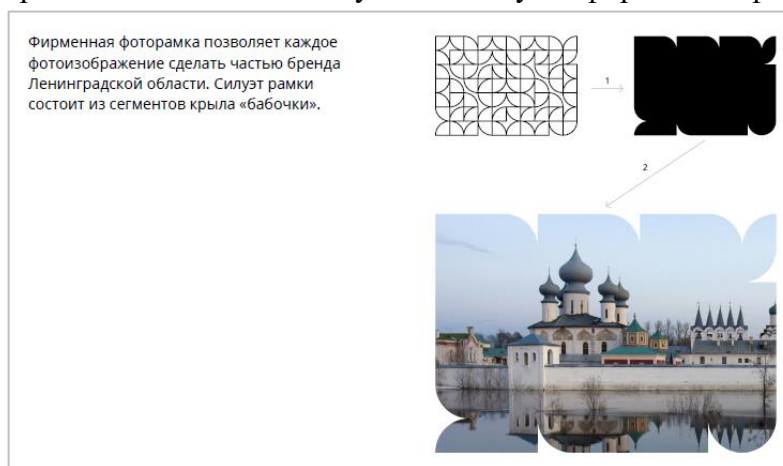 Фирменная фоторамка позволяет каждое
фотоизображение сделать частью бренда
Ленинградской области. Силуэт рамки
состоит из сегментов крыла «бабочки».
1
2